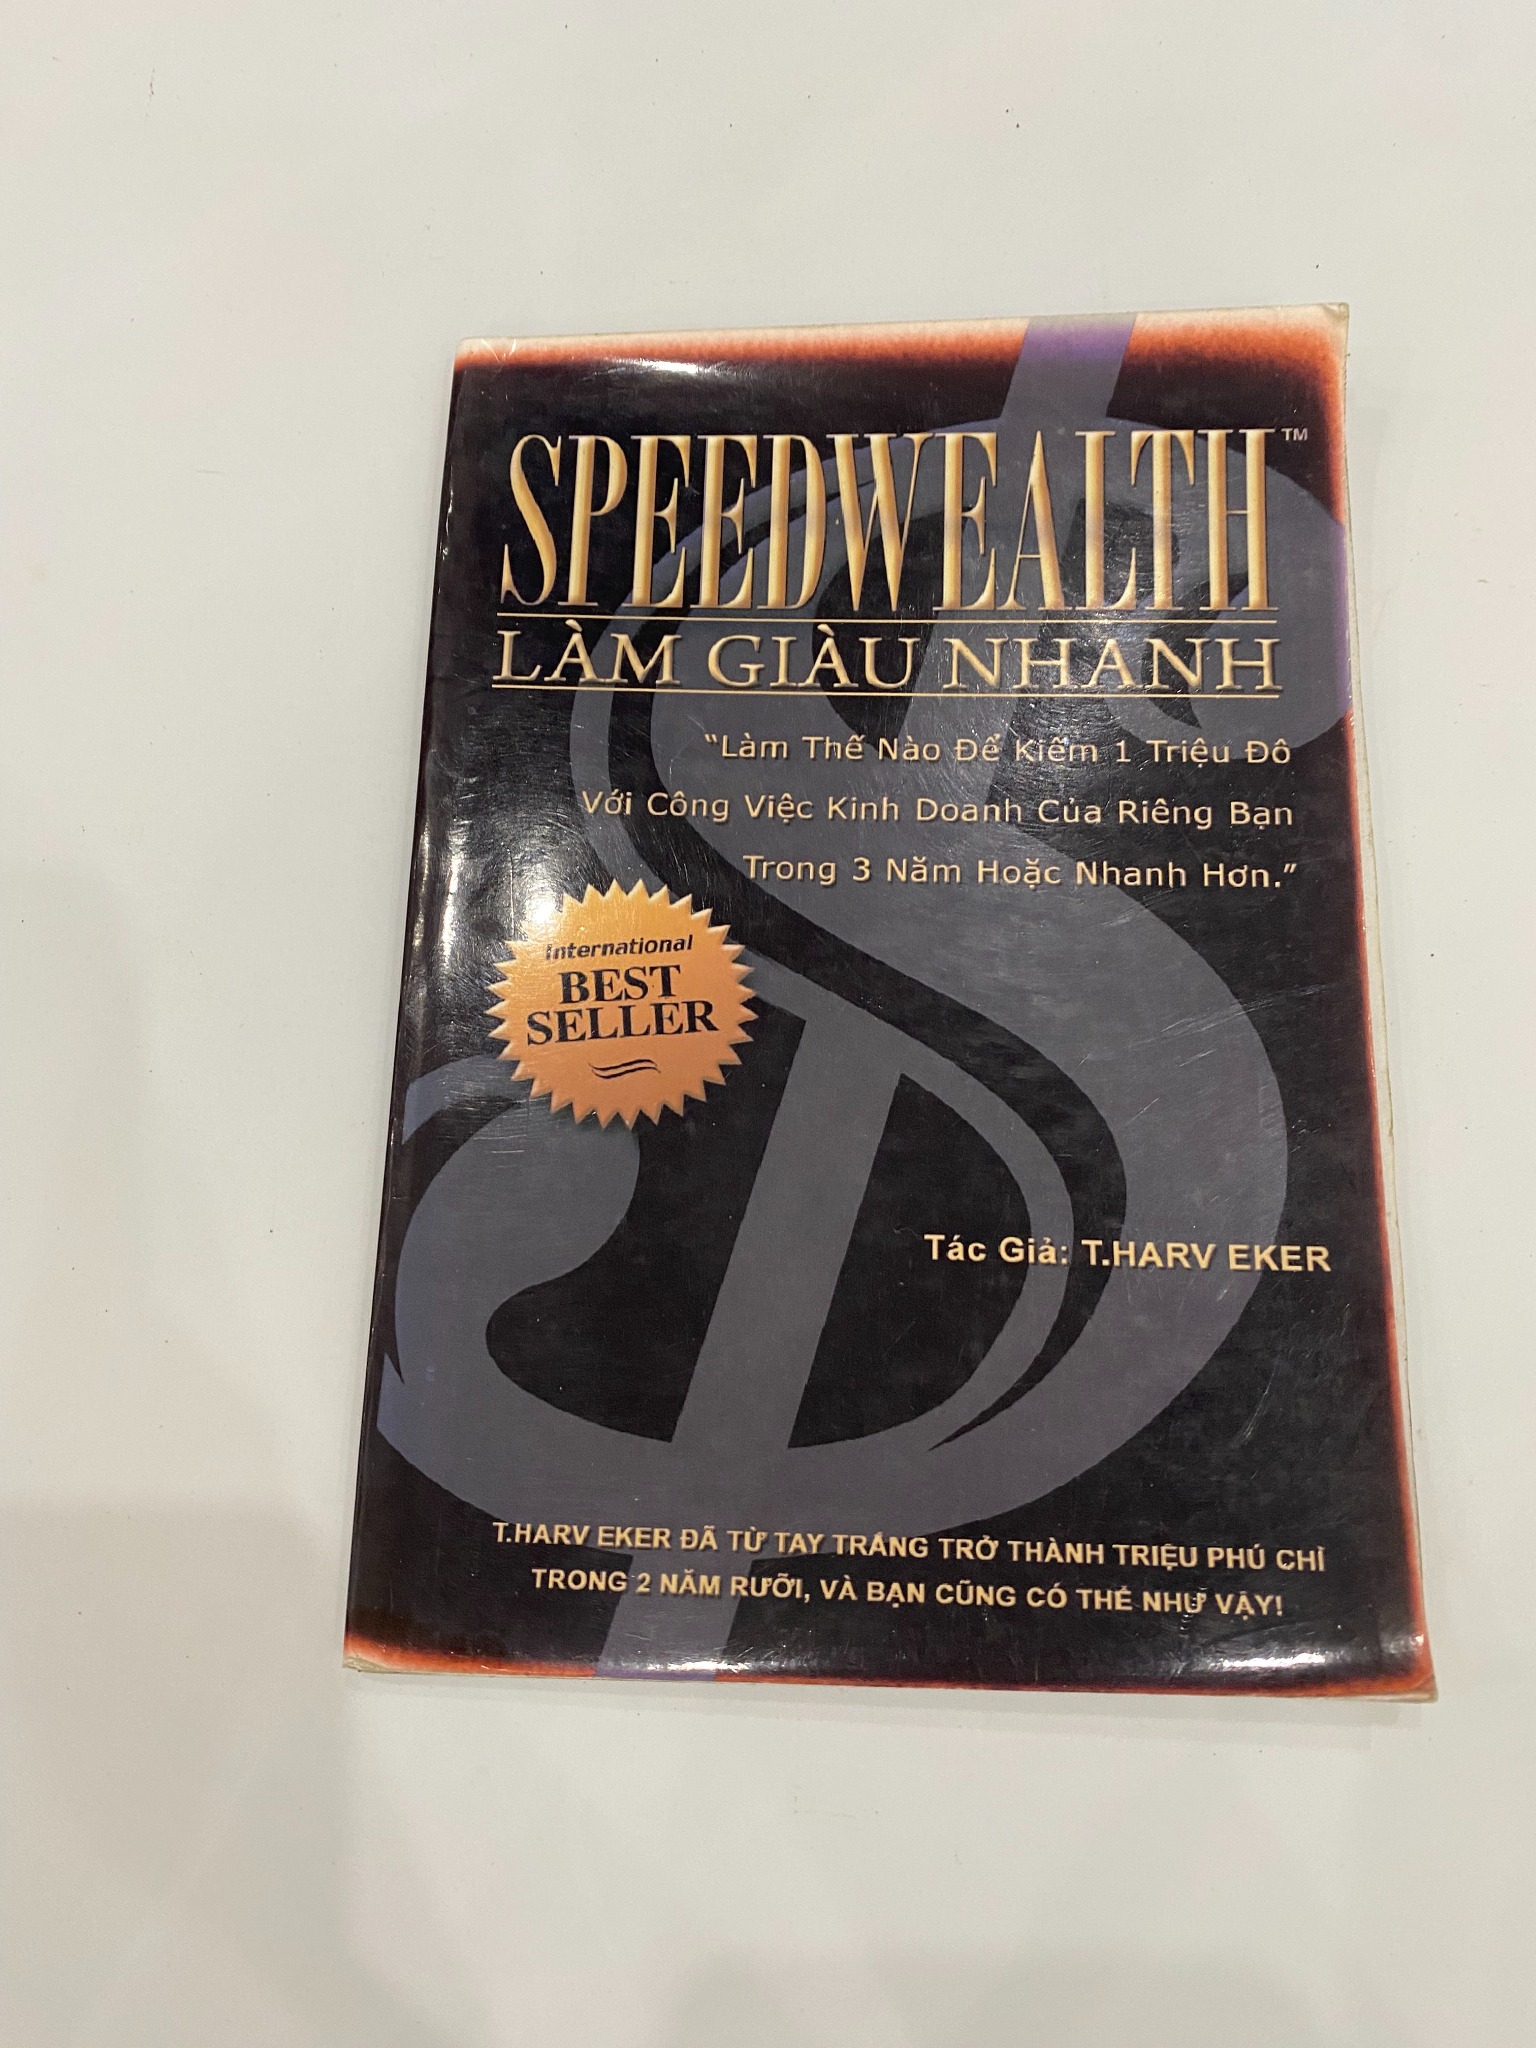 SPEEDWEALTH™
LÀM GIÀU NHANH
“Làm Thế Nào Để Kiếm 1 Triệu Đô
Với Công Việc Kinh Doanh Của Riêng Bạn
Trong 3 Năm Hoặc Nhanh Hơn.”
International
BEST
SELLER
Tác Giả: T.HARV EKER
T.HARV EKER ĐÃ TỪ TAY TRẮNG TRỞ THÀNH TRIỆU PHÚ CHỈ
TRONG 2 NĂM RƯỠI, VÀ BẠN CŨNG CÓ THỂ NHƯ VẬY!